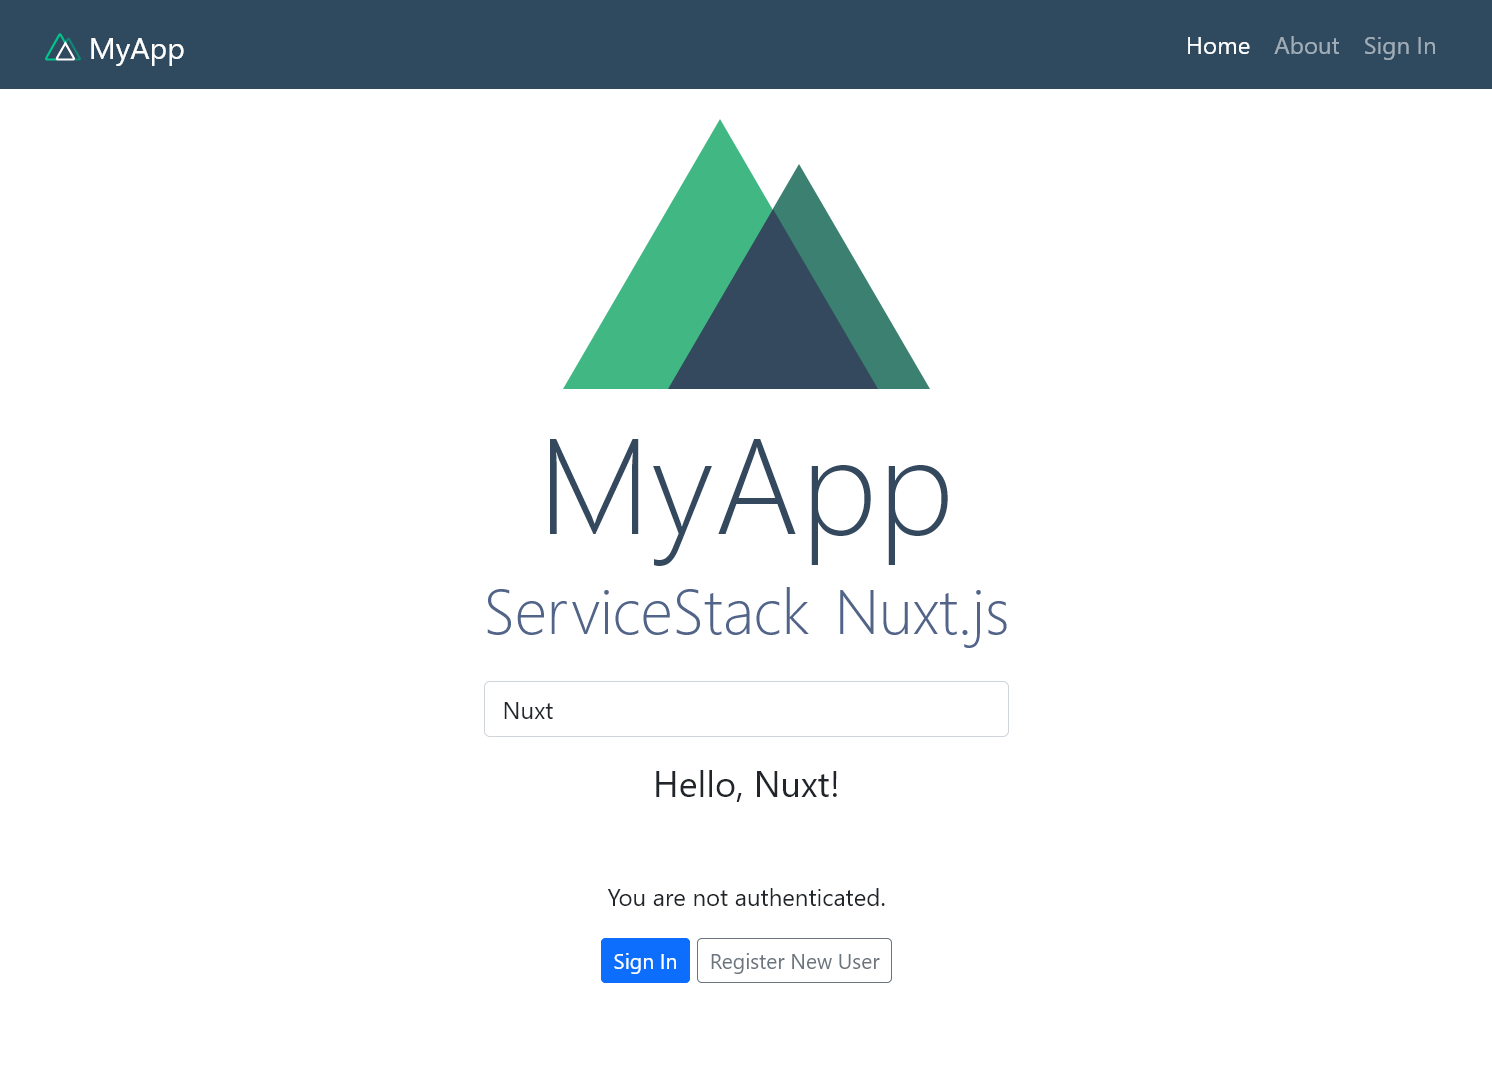 MyApp
Home About Sign In
MyApp
ServiceStack Nuxt.js
Nuxt
Hello, Nuxt!
You are not authenticated.
Sign In
Register New User